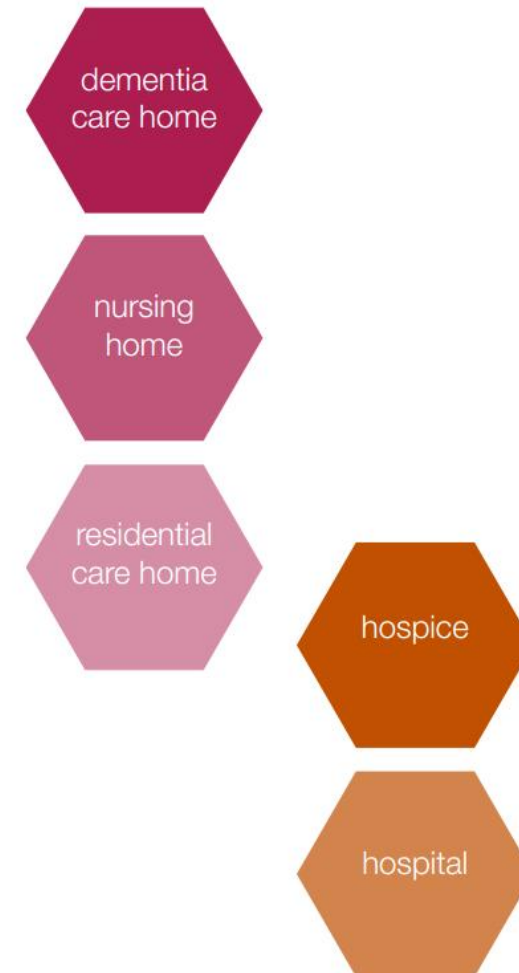 dementia
care home
nursing
home
residential
care home
hospice
hospital